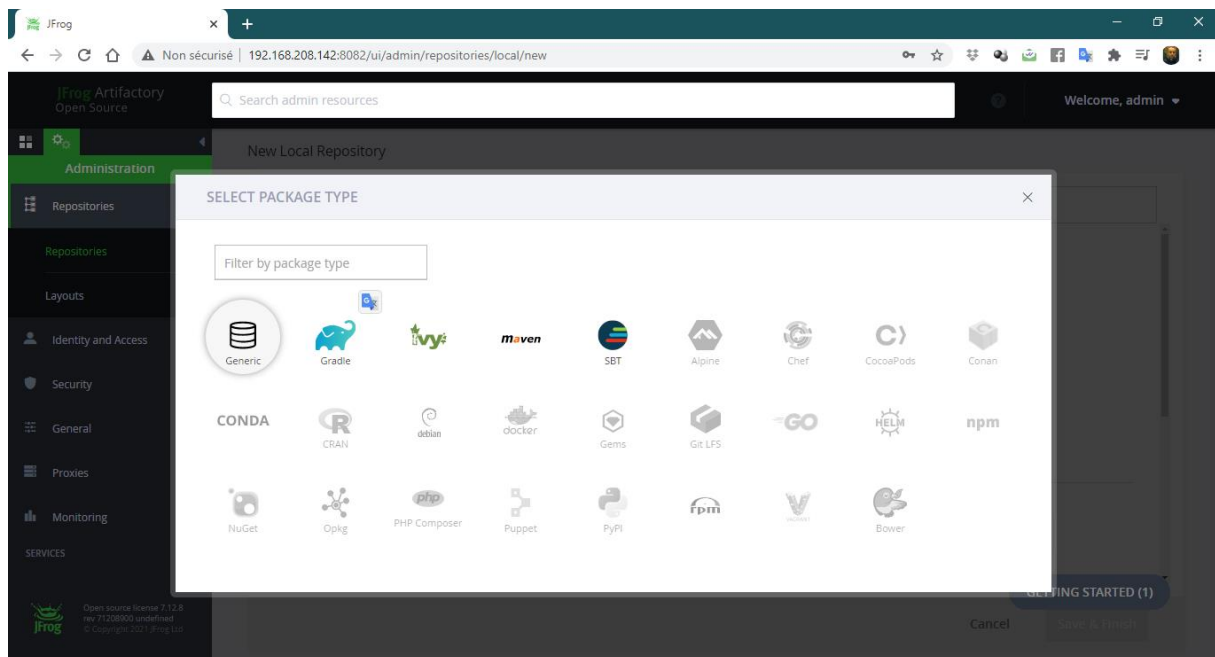 JFrog
Non sécurisé | 192.168.208.142:8082/ui/admin/repositories/local/new
JFrog Artifactory
Open Source
Search admin resources
Welcome, admin
New Local Repository
Administration
SELECT PACKAGE TYPE
Repositories
Repositories
Filter by package type
Layouts
Identity and Access
Generic
Gradle
ivy
maven
SBT
Alpine
Chef
CocoaPods
Conan
Security
General
CONDA
CRAN
debian
docker
Gems
Git LFS
GO
HELM
npm
Proxies
Monitoring
NuGet
Opkg
php
PHP Composer
Puppet
PyPI
rpm
Bower
SERVICES
GETTING STARTED (1)
JFrog
Open source license 7.12.8
rev 71208900 undefined
© Copyright 2021 JFrog Ltd
Cancel
Save & Finish